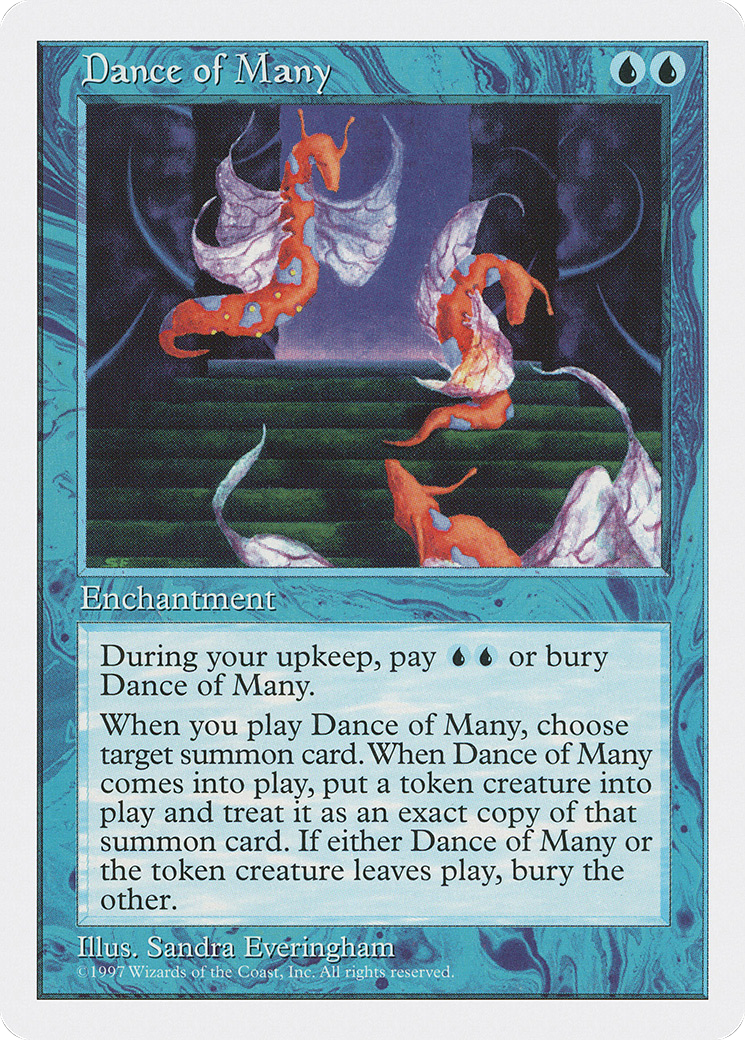 Dance of Many
SE
Enchantment
During your upkeep, pay or bury
Dance of Many.
When you play Dance of Many, choose
target summon card. When Dance of Many
comes into play, put a token creature into
play and treat it as an exact copy of that
summon card. If either Dance of Many or
the token creature leaves play, bury the
other.
Illus. Sandra Everingham
©1997 Wizards of the Coast, Inc. All rights reserved.